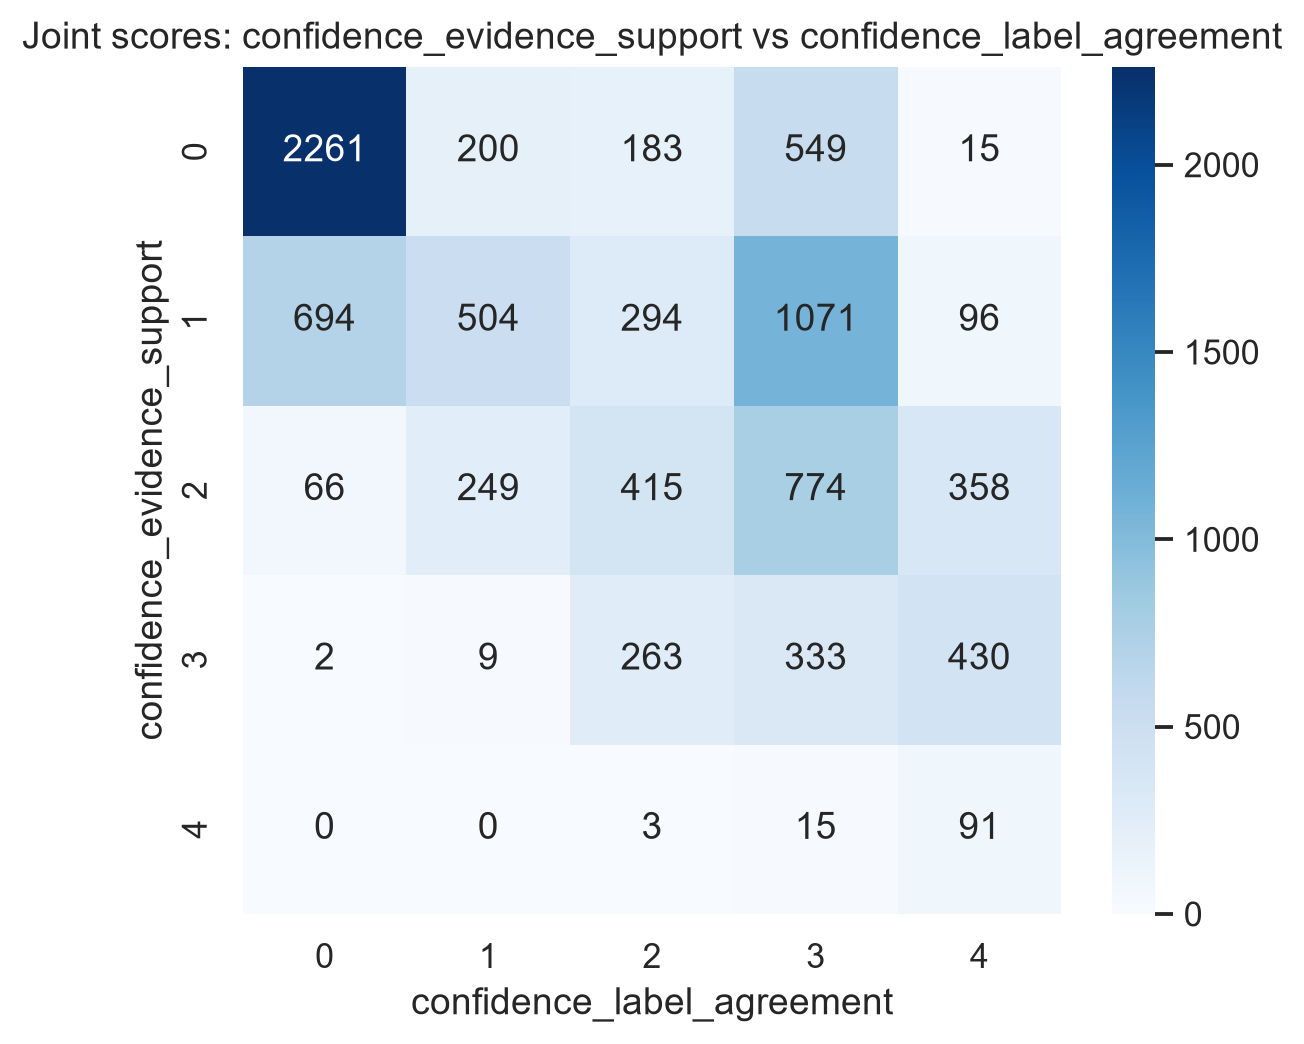 Joint scores: confidence_evidence_support vs confidence_label_agreement
confidence_evidence_support
0 2261 200 183 549 15
1 694 504 294 1071 96
2 66 249 415 774 358
3 2 9 263 333 430
4 0 0 3 15 91
0 1 2 3 4
confidence_label_agreement
2000
1500
1000
500
0